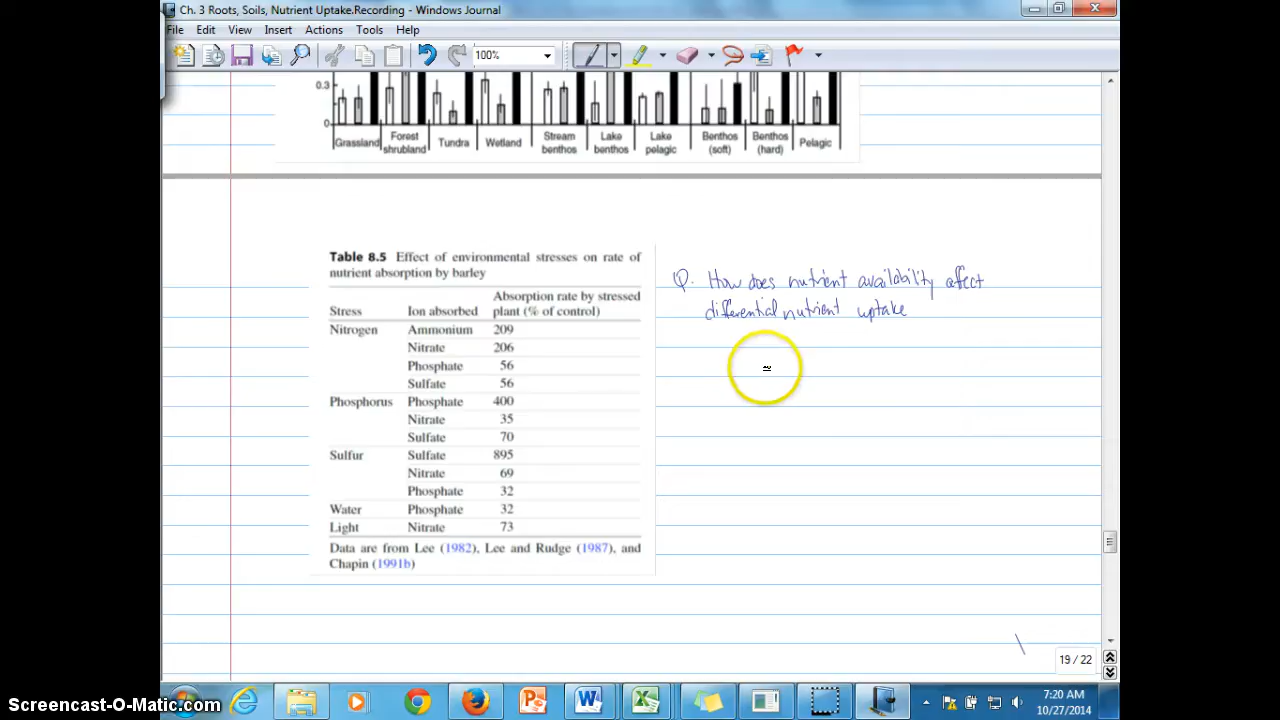 Ch. 3 Roots, Soils, Nutrient Uptake.Recording - Windows Journal
File Edit View Insert Actions Tools Help
100%
0.3
0
Grassland Forest shrubland Tundra Wetland Stream benthos Lake benthos Lake pelagic Benthos (soft) Benthos (hard) Pelagic
Table 8.5 Effect of environmental stresses on rate of
nutrient absorption by barley
Stress Ion absorbed Absorption rate by stressed plant (% of control)
Nitrogen Ammonium 209
Nitrate 206
Phosphate 56
Sulfate 56
Phosphorus Phosphate 400
Nitrate 35
Sulfate 70
Sulfur Sulfate 895
Nitrate 69
Phosphate 32
Water Phosphate 32
Light Nitrate 73
Data are from Lee (1982), Lee and Rudge (1987), and
Chapin (1991b)
Q. How does nutrient availability affect
differential nutrient uptake
19 / 22
7:20 AM
10/27/2014
Screencast-O-Matic.com